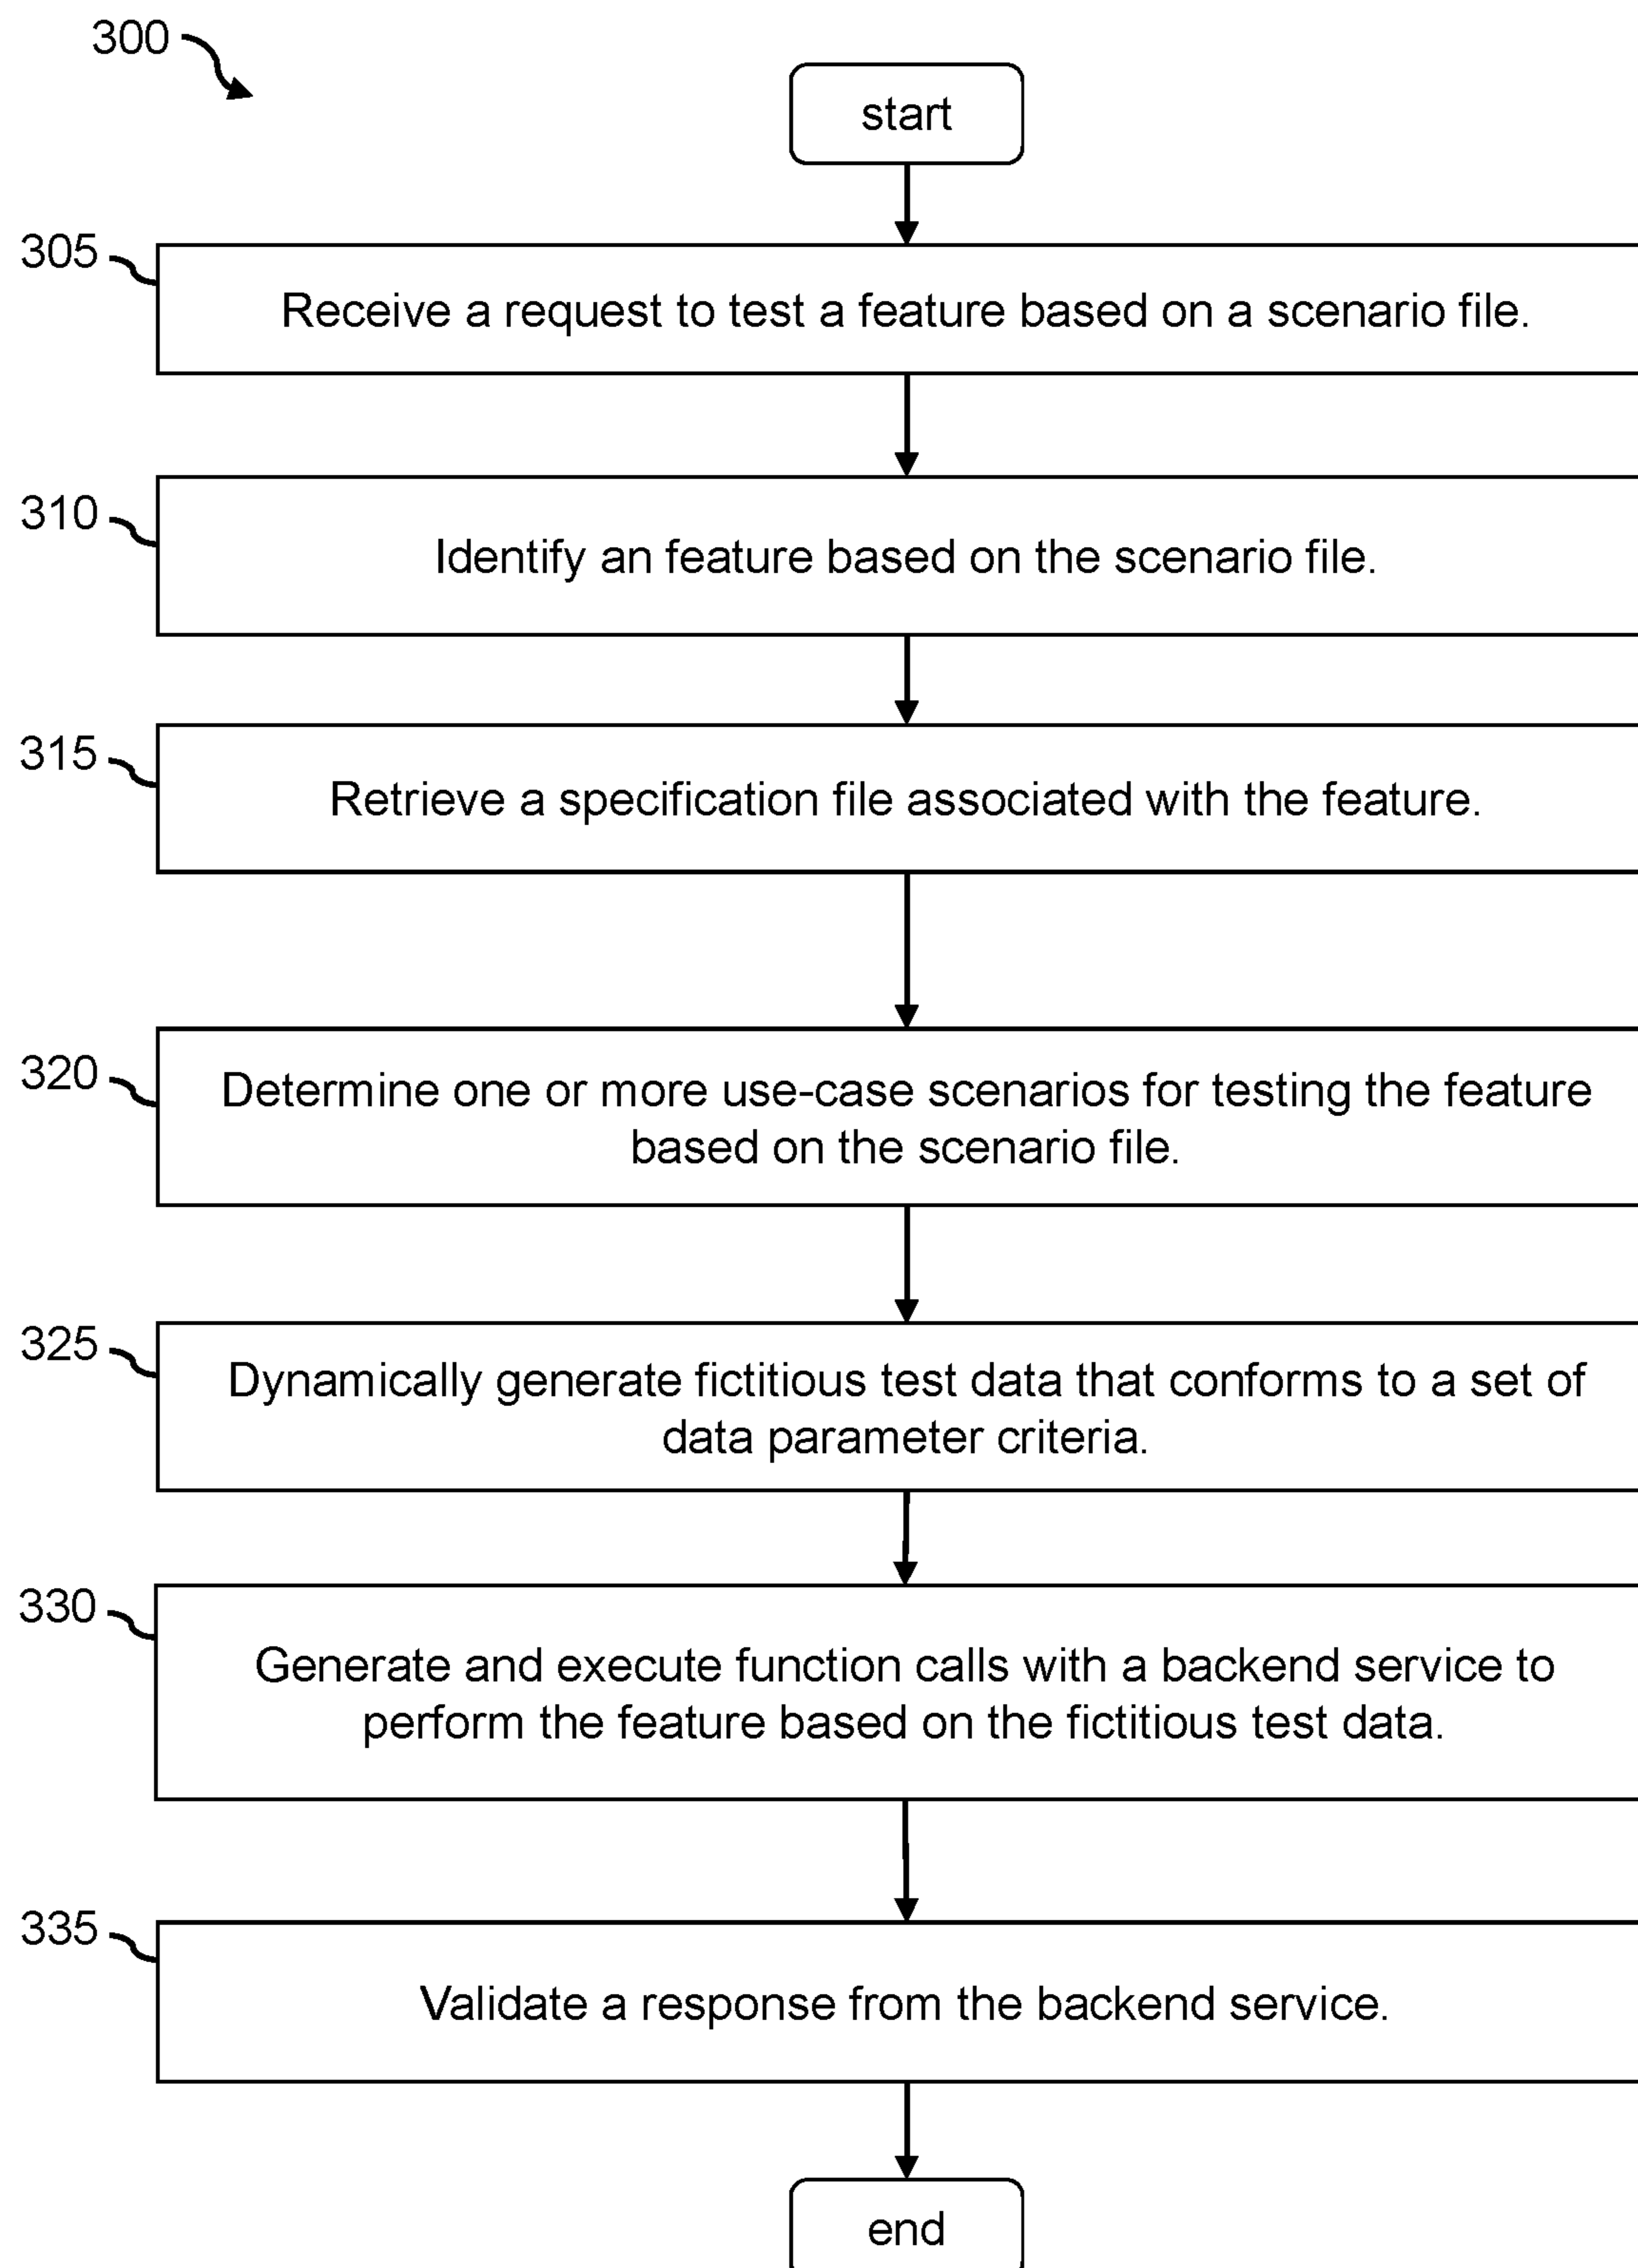 300
start
305
Receive a request to test a feature based on a scenario file.
310
Identify an feature based on the scenario file.
315
Retrieve a specification file associated with the feature.
320
Determine one or more use-case scenarios for testing the feature
based on the scenario file.
325
Dynamically generate fictitious test data that conforms to a set of
data parameter criteria.
330
Generate and execute function calls with a backend service to
perform the feature based on the fictitious test data.
335
Validate a response from the backend service.
end